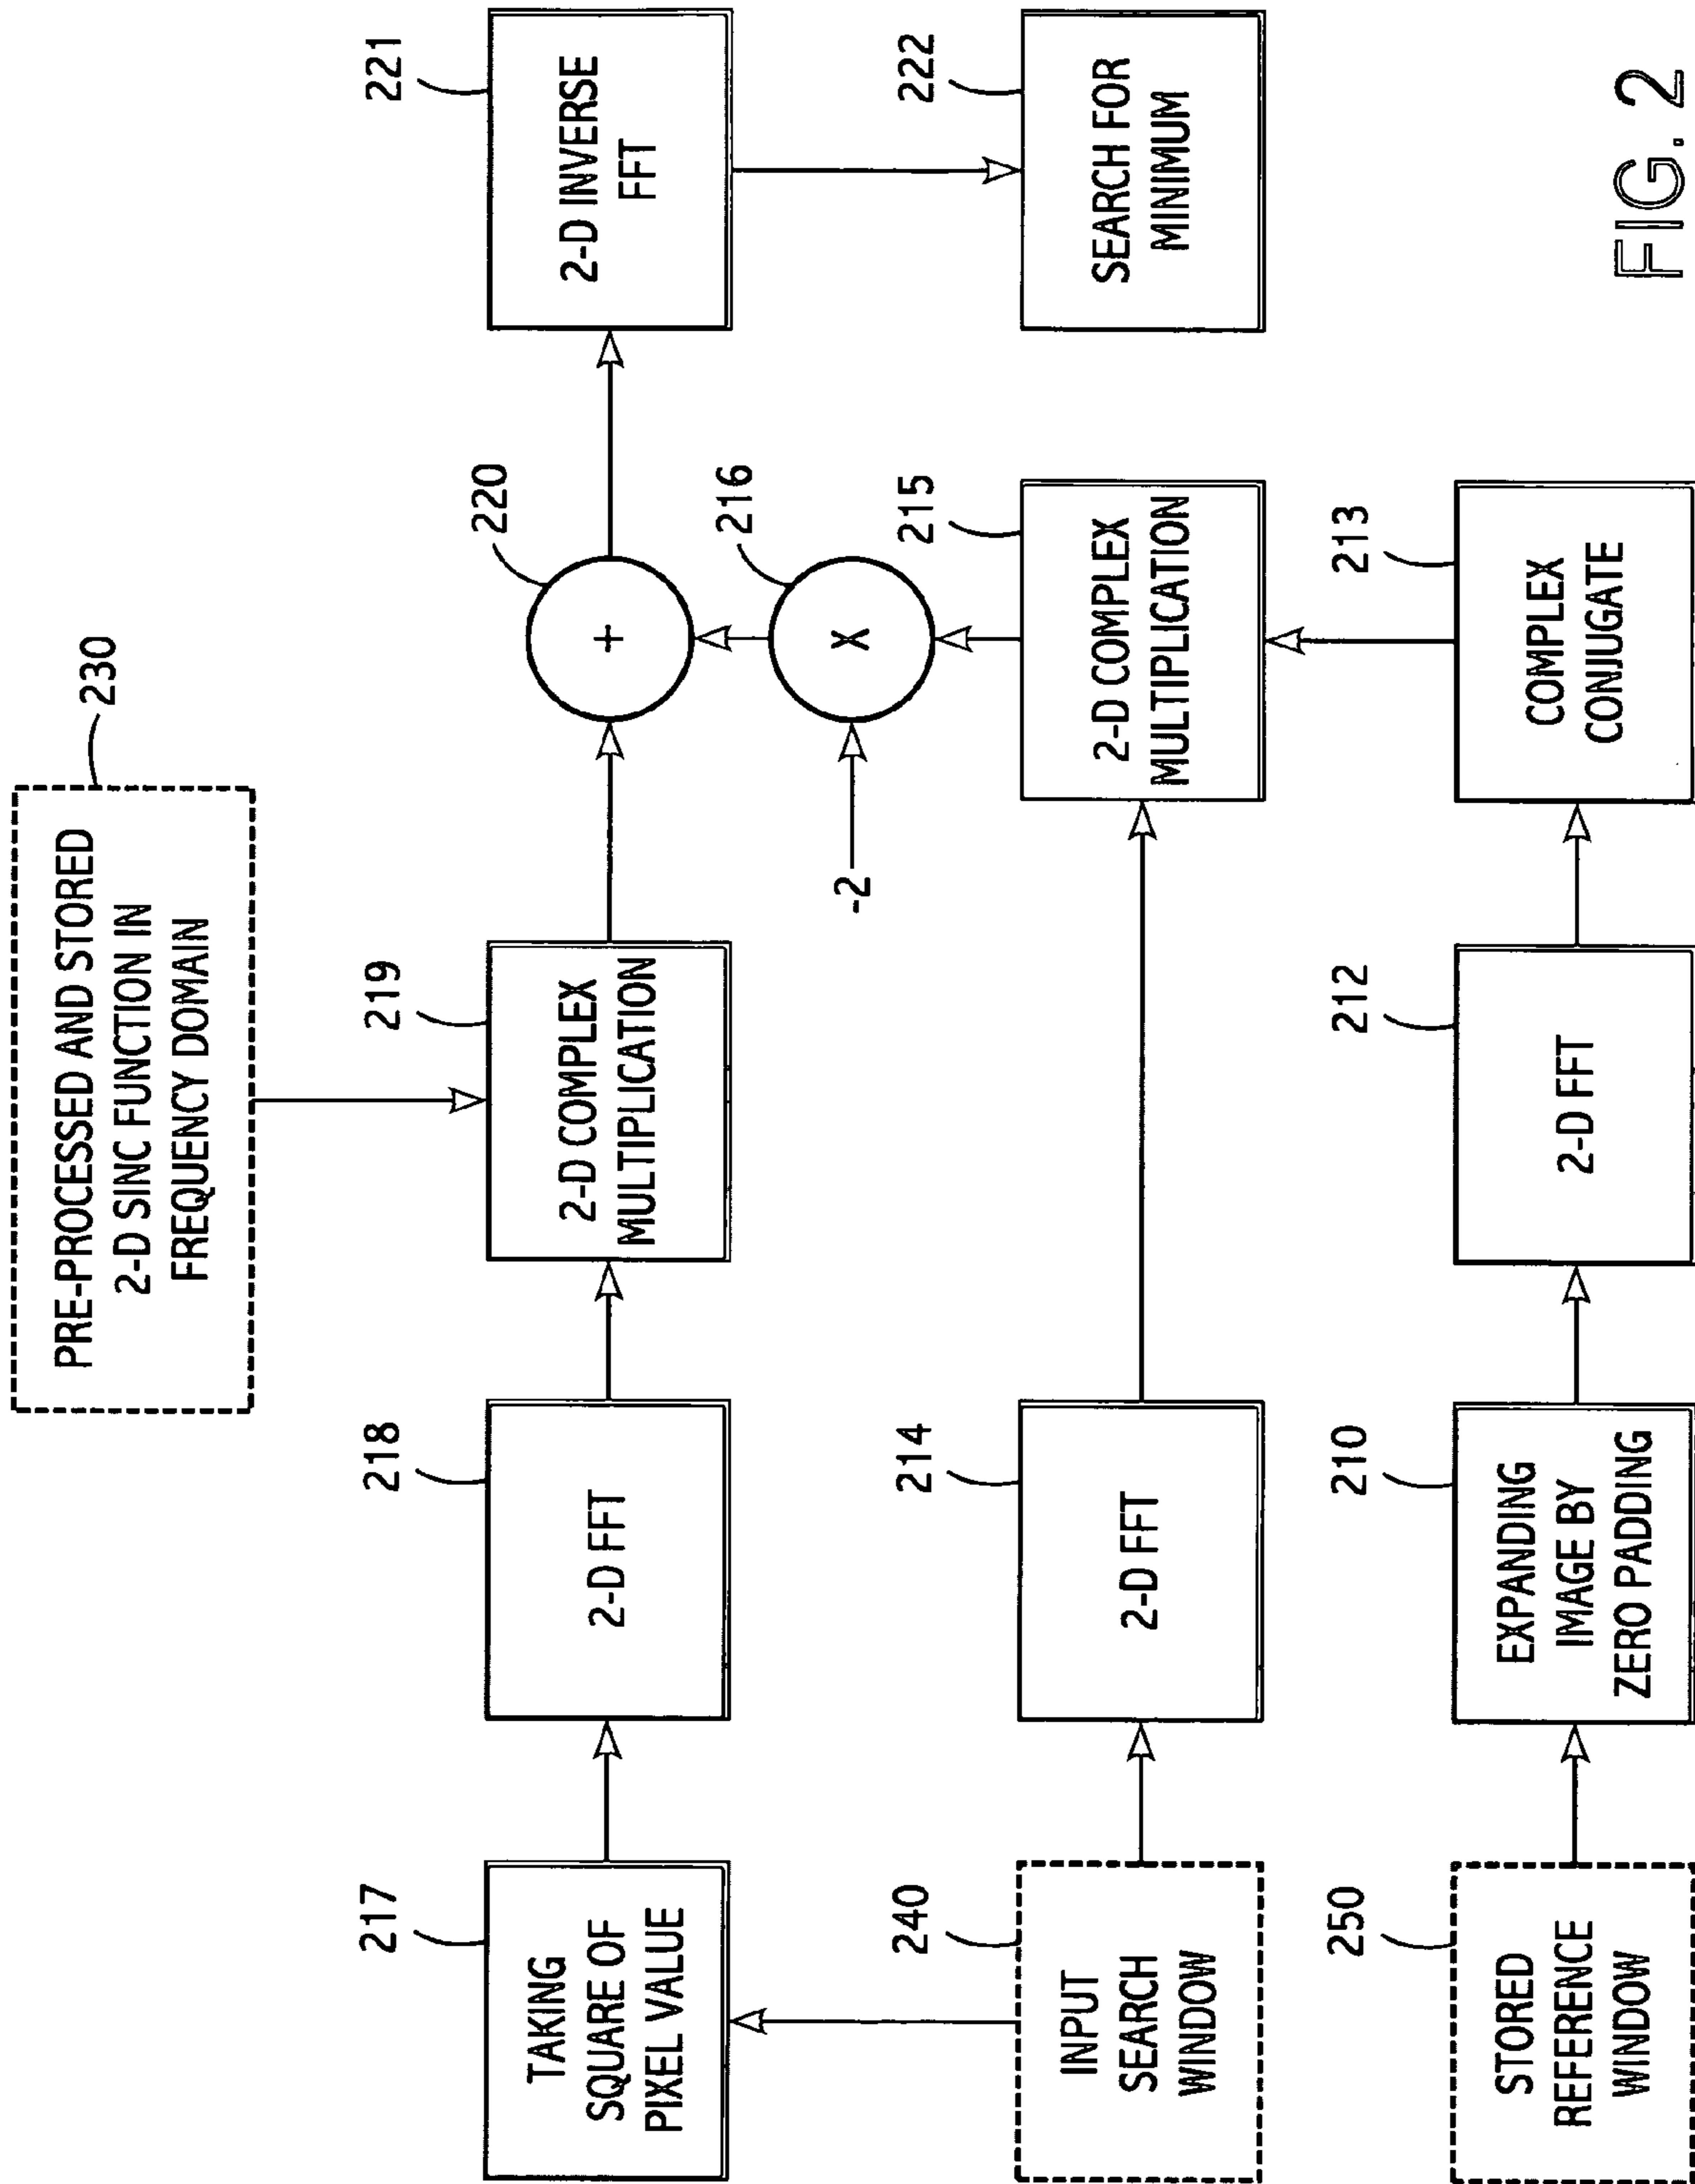 PRE-PROCESSED AND STORED
2-D SINC FUNCTION IN
FREQUENCY DOMAIN
230
217
TAKING
SQUARE OF
PIXEL VALUE
218
2-D FFT
219
2-D COMPLEX
MULTIPLICATION
220
+
221
2-D INVERSE
FFT
-2
216
X
240
INPUT
SEARCH
WINDOW
214
2-D FFT
215
2-D COMPLEX
MULTIPLICATION
222
SEARCH FOR
MINIMUM
250
STORED
REFERENCE
WINDOW
210
EXPANDING
IMAGE BY
ZERO PADDING
212
2-D FFT
213
COMPLEX
CONJUGATE
FIG. 2